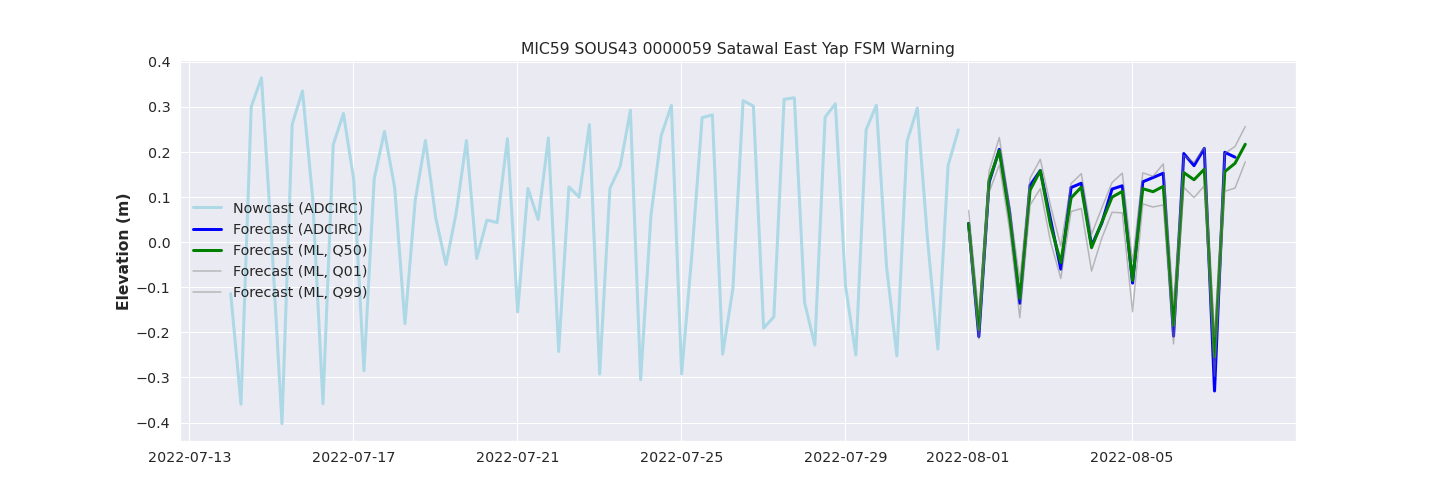 MIC59 SOUS43 0000059 Satawal East Yap FSM Warning
Elevation (m)
0.4
0.3
0.2
0.1
0.0
−0.1
−0.2
−0.3
−0.4
Nowcast (ADCIRC)
Forecast (ADCIRC)
Forecast (ML, Q50)
Forecast (ML, Q01)
Forecast (ML, Q99)
2022-07-13 2022-07-17 2022-07-21 2022-07-25 2022-07-29 2022-08-01 2022-08-05